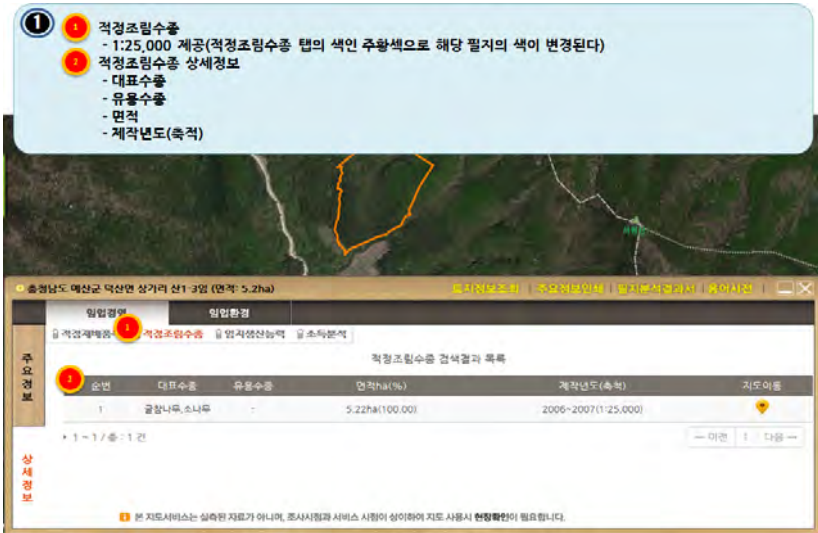 1
1 적정조림수종
- 1:25,000 제공(적정조림수종 탭의 색인 주황색으로 해당 필지의 색이 변경된다)
2 적정조림수종 상세정보
- 대표수종
- 유용수종
- 면적
- 제작년도(축척)
충청남도 예산군 덕산면 상가리 산1-3임 (면적: 5.2ha) 토지정보조회 | 주요정보인쇄 | 필지분석결과서 | 용어사전
임업경영 임업환경
적정재배품 1 적정조림수종 임지생산능력 소득분석
주요정보
적정조림수종 검색결과 목록
2 순번 대표수종 유용수종 면적ha(%) 제작년도(축척) 지도이동
1 굴참나무,소나무 - 5.22ha(100.00) 2006~2007(1:25,000)
1 ~ 1 / 총 : 1 건 이전 1 다음
상세정보
본 지도서비스는 실측된 자료가 아니며, 조사시점과 서비스 시점이 상이하여 지도 사용시 현장확인이 필요합니다.